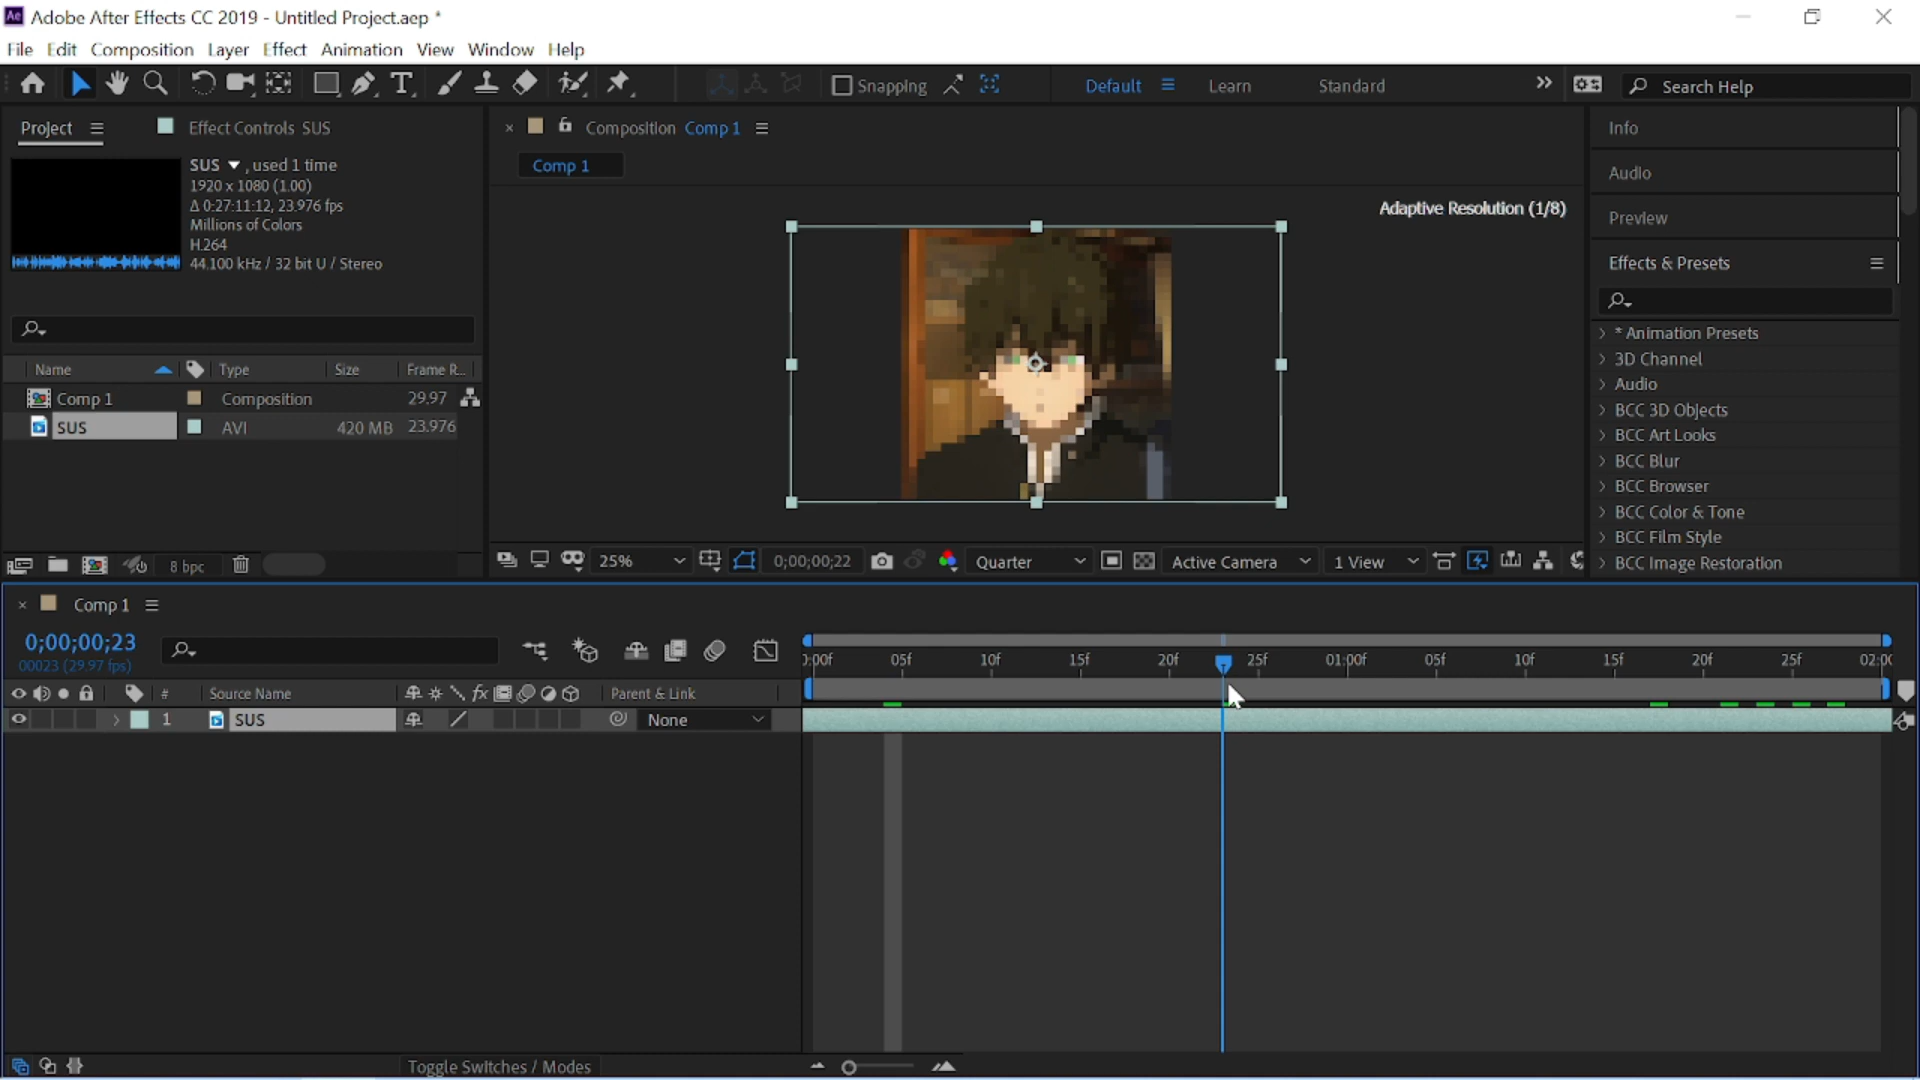 Ae Adobe After Effects CC 2019 - Untitled Project.aep *
File Edit Composition Layer Effect Animation View Window Help
Snapping Default Learn Standard Search Help
Project Effect Controls SUS
SUS , used 1 time
1920 x 1080 (1.00)
Δ 0:27:11:12, 23.976 fps
Millions of Colors
H.264
44.100 kHz / 32 bit U / Stereo
Name Type Size Frame R...
Comp 1 Composition 29.97
SUS AVI 420 MB 23.976
8 bpc
Composition Comp 1
Comp 1
Adaptive Resolution (1/8)
25% 0;00;00;22 Quarter Active Camera 1 View
Info
Audio
Preview
Effects & Presets
* Animation Presets
3D Channel
Audio
BCC 3D Objects
BCC Art Looks
BCC Blur
BCC Browser
BCC Color & Tone
BCC Film Style
BCC Image Restoration
Comp 1
0;00;00;23
00023 (29.97 fps)
):00f 05f 10f 15f 20f 25f 01:00f 05f 10f 15f 20f 25f 02:0(
# Source Name fx Parent & Link
1 SUS None
Toggle Switches / Modes